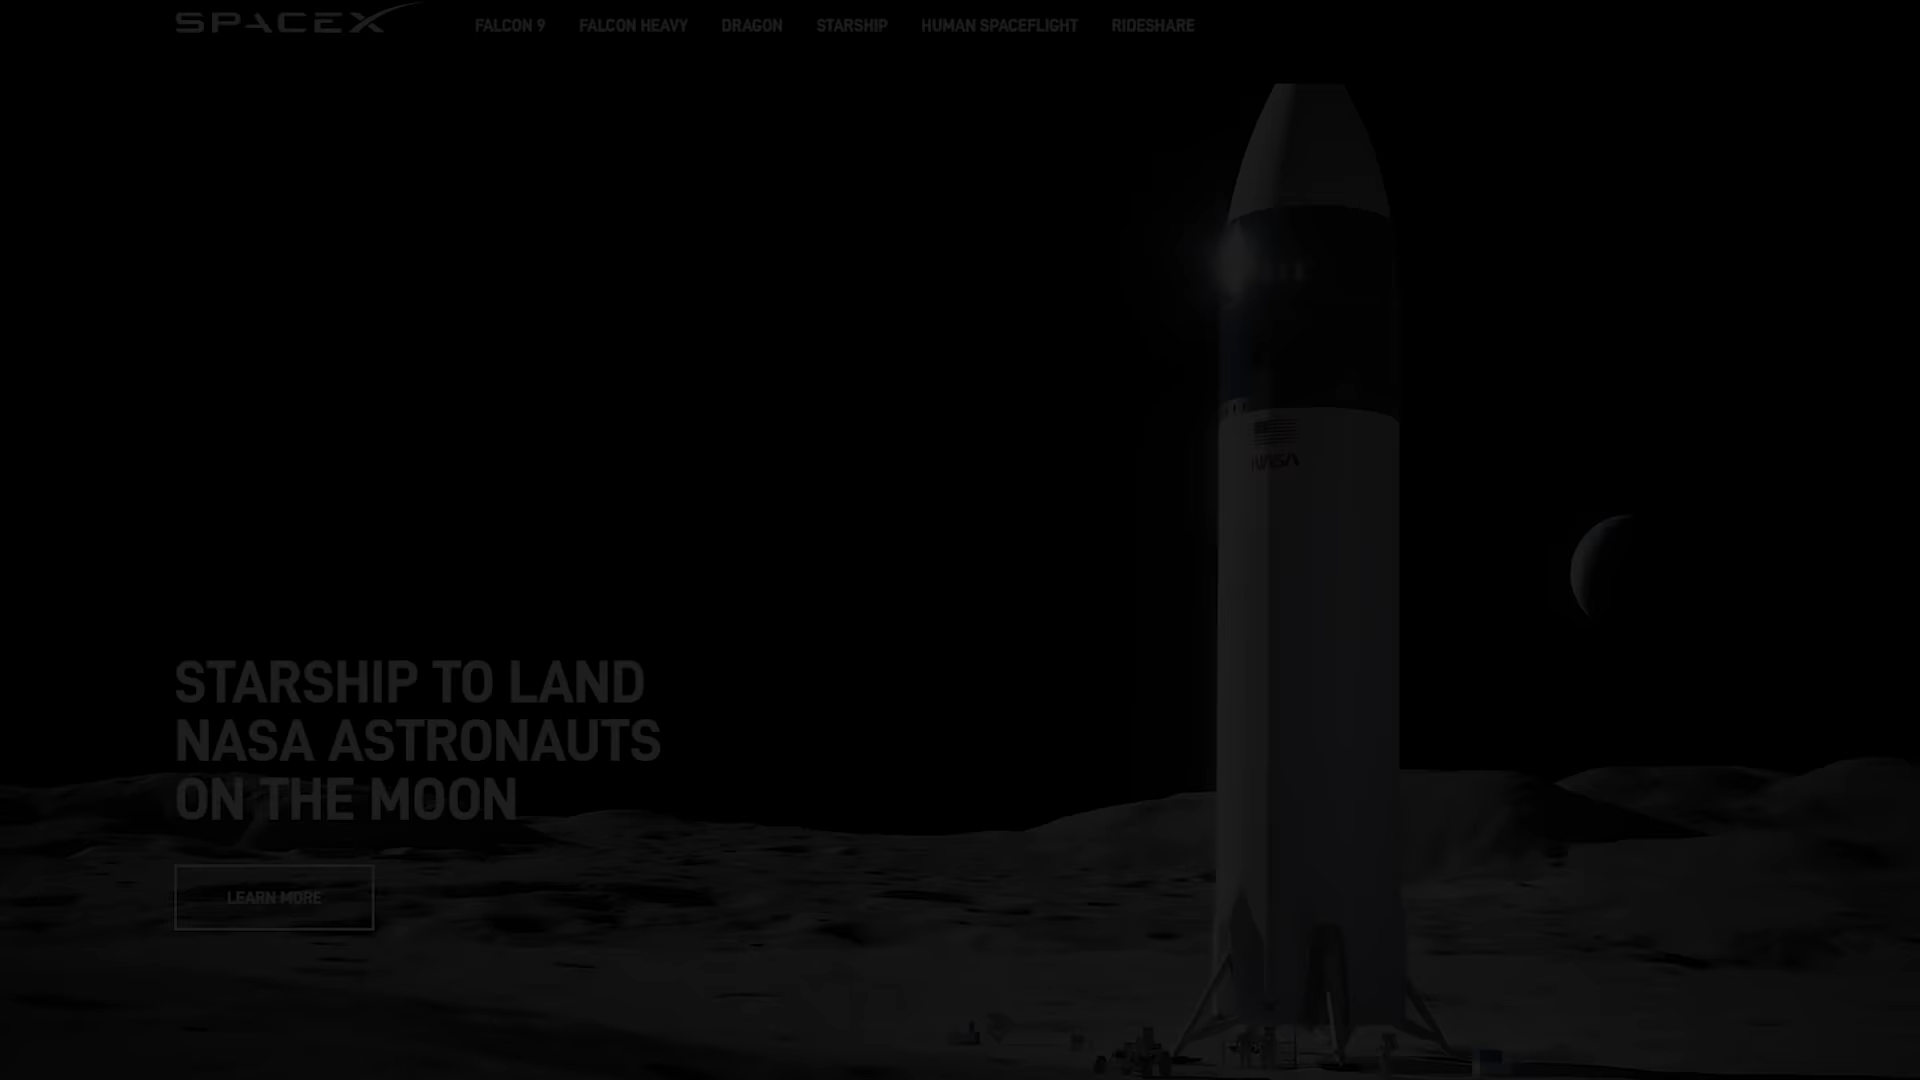 SPACEX
FALCON 9 FALCON HEAVY DRAGON STARSHIP HUMAN SPACEFLIGHT RIDESHARE
NASA
STARSHIP TO LAND
NASA ASTRONAUTS
ON THE MOON
LEARN MORE